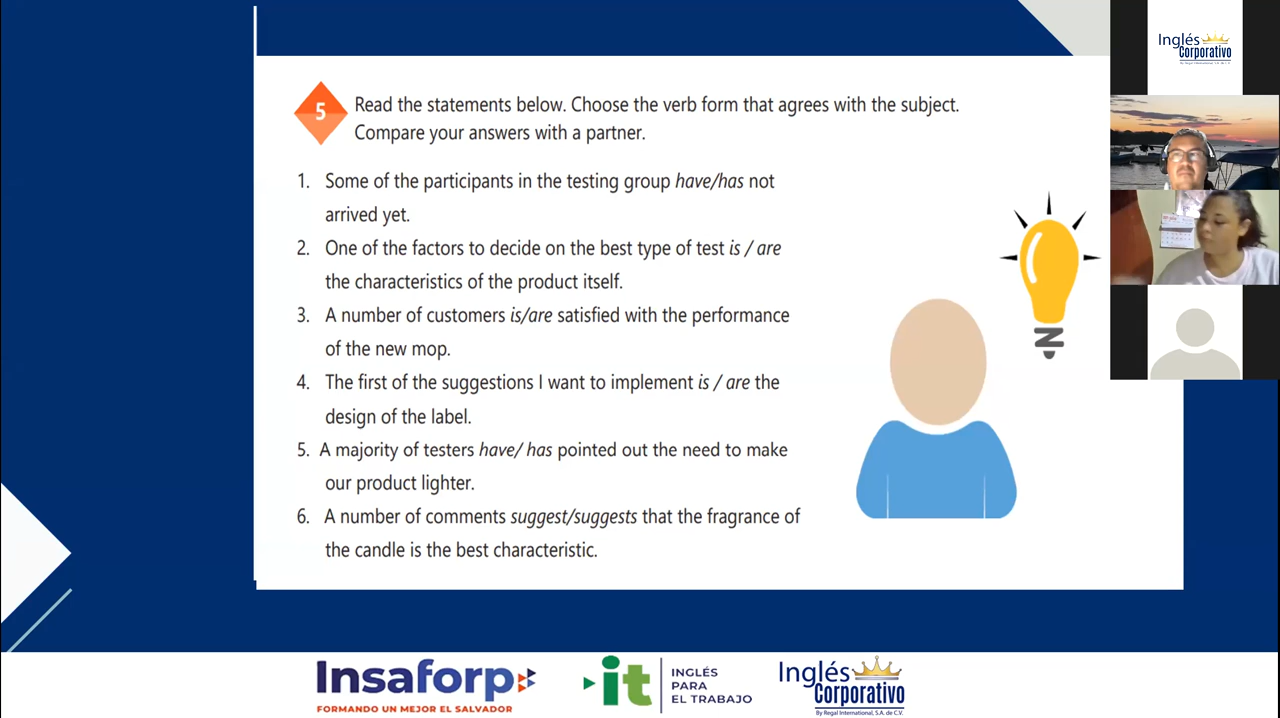 5
Read the statements below. Choose the verb form that agrees with the subject.
Compare your answers with a partner.
1. Some of the participants in the testing group have/has not
arrived yet.
2. One of the factors to decide on the best type of test is / are
the characteristics of the product itself.
3. A number of customers is/are satisfied with the performance
of the new mop.
4. The first of the suggestions I want to implement is / are the
design of the label.
5. A majority of testers have/ has pointed out the need to make
our product lighter.
6. A number of comments suggest/suggests that the fragrance of
the candle is the best characteristic.
Inglés
Corporativo
By Regal International, S.A. de C.V.
Insaforp
FORMANDO UN MEJOR EL SALVADOR
it
INGLÉS
PARA
EL TRABAJO
Inglés
Corporativo
By Regal International, S.A. de C.V.